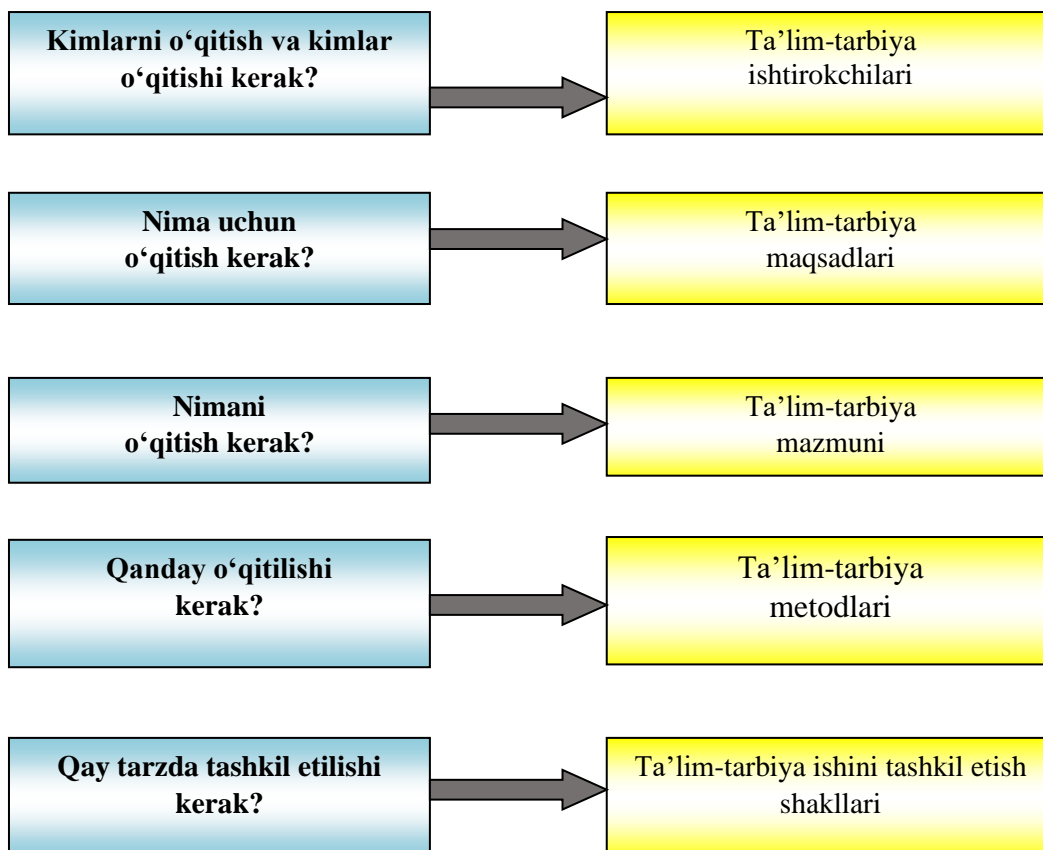 Kimlarni o‘qitish va kimlar
o‘qitishi kerak?
Ta’lim-tarbiya
ishtirokchilari
Nima uchun
o‘qitish kerak?
Ta’lim-tarbiya
maqsadlari
Nimani
o‘qitish kerak?
Ta’lim-tarbiya
mazmuni
Qanday o‘qitilishi
kerak?
Ta’lim-tarbiya
metodlari
Qay tarzda tashkil etilishi
kerak?
Ta’lim-tarbiya ishini tashkil etish
shakllari